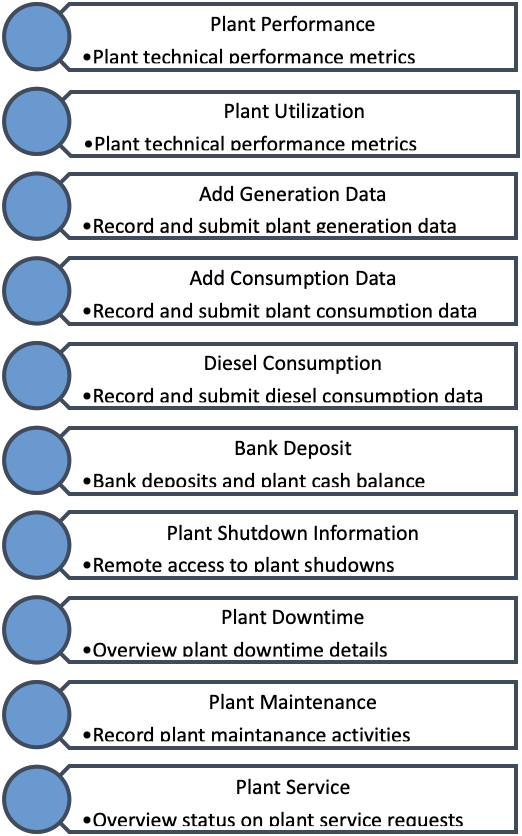 Plant Performance
•Plant technical performance metrics
Plant Utilization
•Plant technical performance metrics
Add Generation Data
•Record and submit plant generation data
Add Consumption Data
•Record and submit plant consumption data
Diesel Consumption
•Record and submit diesel consumption data
Bank Deposit
•Bank deposits and plant cash balance
Plant Shutdown Information
•Remote access to plant shudowns
Plant Downtime
•Overview plant downtime details
Plant Maintenance
•Record plant maintanance activities
Plant Service
•Overview status on plant service requests